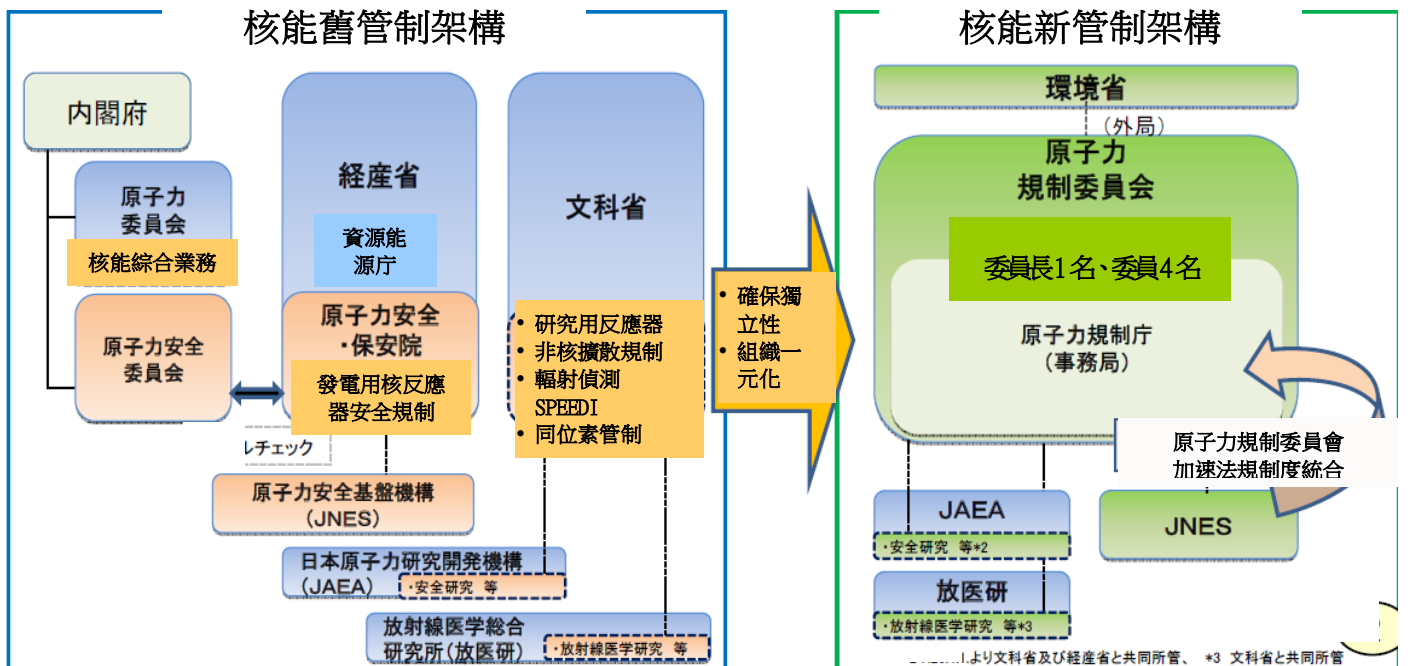 核能舊管制架構
内閣府
原子力
委員会
核能綜合業務
原子力安全
委員会
経産省
資源能
源庁
原子力安全
・保安院
發電用核反應
器安全規制
ルチェック
原子力安全基盤機構
(JNES)
文科省
• 研究用反應器
• 非核擴散規制
• 輻射偵測
SPEEDI
• 同位素管制
日本原子力研究開発機構
(JAEA)
・安全研究 等
放射線医学総合
研究所(放医研)
・放射線医学研究 等
• 確保獨
立性
• 組織一
元化
核能新管制架構
環境省
(外局)
原子力
規制委員会
委員長1名、委員4名
原子力規制庁
(事務局)
原子力規制委員會
加速法規制度統合
JAEA
・安全研究 等*2
JNES
放医研
・放射線医学研究 等*3
より文科省及び経産省と共同所管、 *3 文科省と共同所管